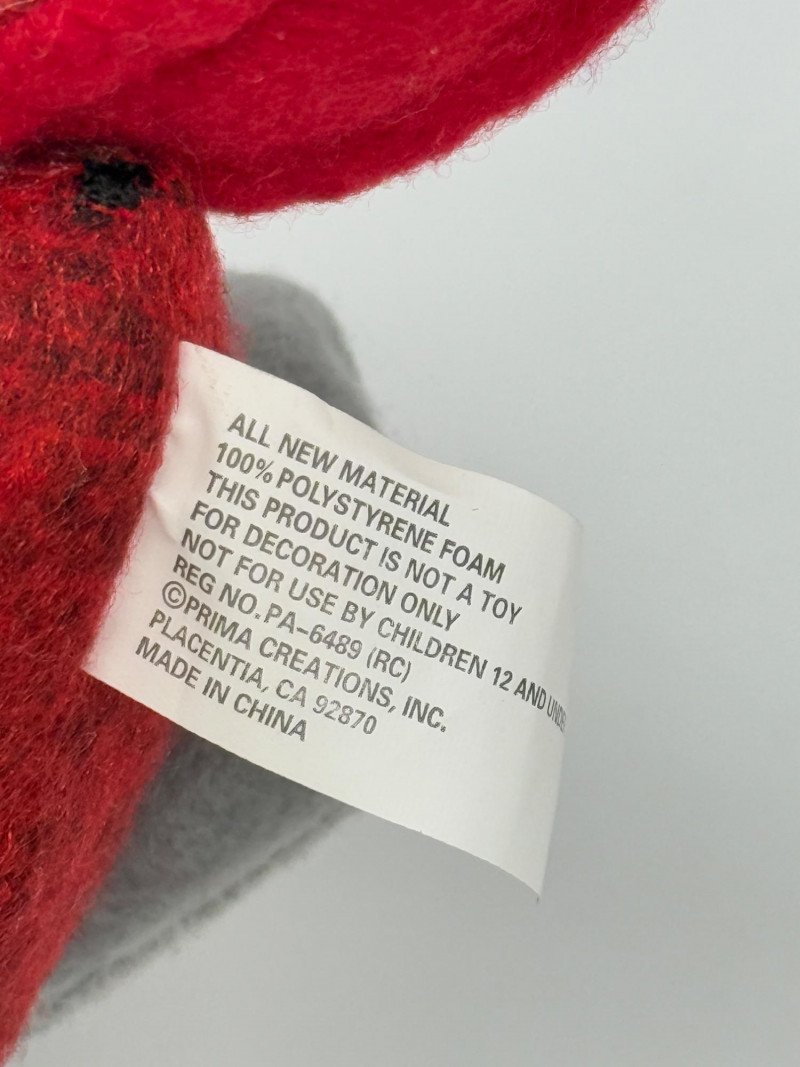 ALL NEW MATERIAL
100% POLYSTYRENE FOAM
THIS PRODUCT IS NOT A TOY
FOR DECORATION ONLY
NOT FOR USE BY CHILDREN 12 AND UNDER
REG NO. PA-6489 (RC)
©PRIMA CREATIONS, INC.
PLACENTIA, CA 92870
MADE IN CHINA